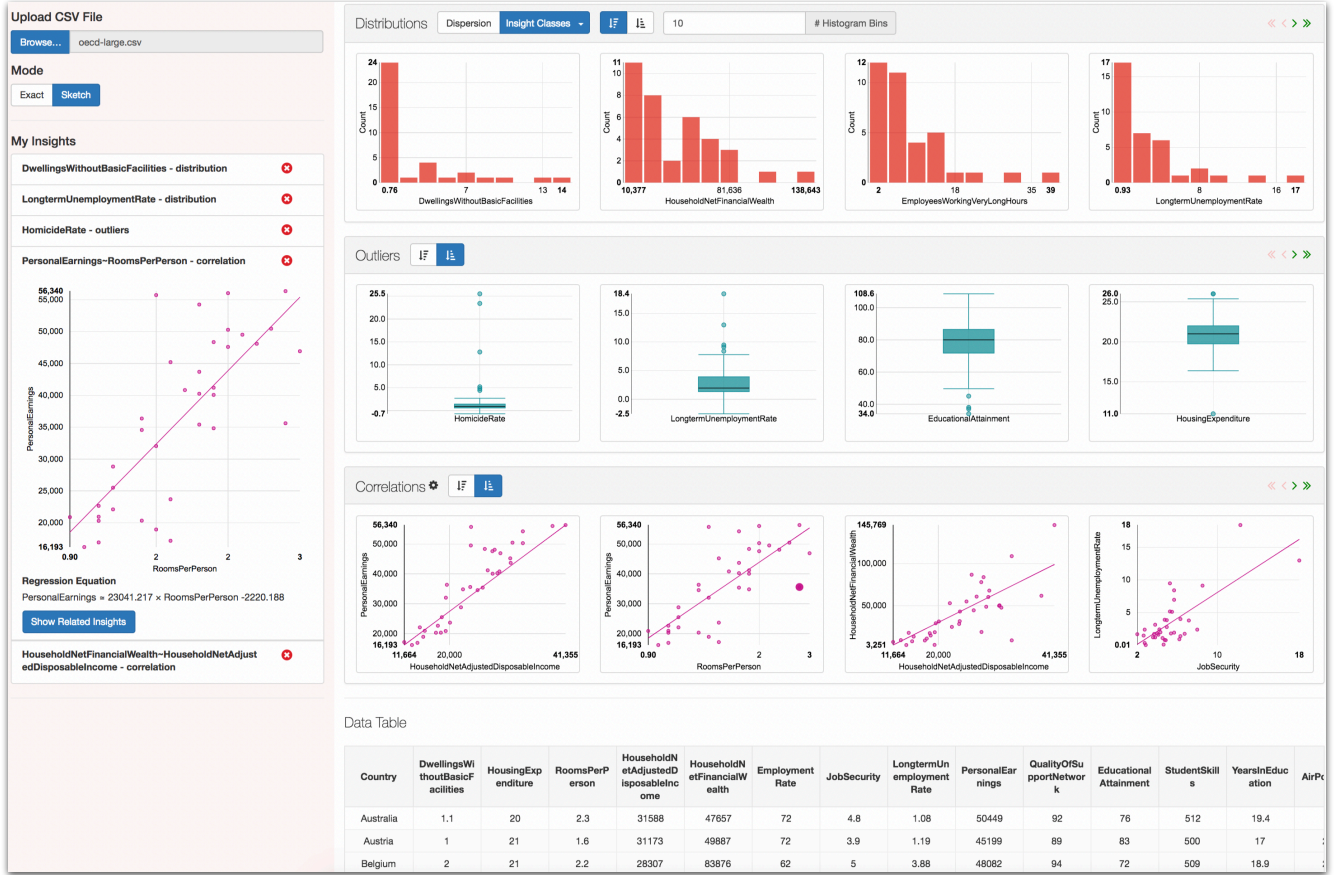 Upload CSV File
Browse... oecd-large.csv
Mode
Exact Sketch
My Insights
DwellingsWithoutBasicFacilities - distribution
LongtermUnemploymentRate - distribution
HomicideRate - outliers
PersonalEarnings~RoomsPerPerson - correlation
56,340
55,000
50,000
45,000
40,000
35,000
30,000
25,000
20,000
16,193
PersonalEarnings
0.90 2 2 3
RoomsPerPerson
Regression Equation
PersonalEarnings = 23041.217 × RoomsPerPerson -2220.188
Show Related Insights
HouseholdNetFinancialWealth~HouseholdNetAdjust
edDisposableIncome - correlation
Distributions Dispersion Insight Classes 10 # Histogram Bins
24
20
15
10
5
0
Count
0.76 7 13 14
DwellingsWithoutBasicFacilities
11
10
8
6
4
2
0
Count
10,377 81,636 138,643
HouseholdNetFinancialWealth
12
10
8
6
4
2
0
Count
2 18 35 39
EmployeesWorkingVeryLongHours
17
15
10
5
0
Count
0.93 8 16 17
LongtermUnemploymentRate
Outliers
25.5
20.0
15.0
10.0
5.0
-0.7
HomicideRate
18.4
15.0
10.0
5.0
0.0
-2.5
LongtermUnemploymentRate
108.6
100.0
80.0
60.0
40.0
34.0
EducationalAttainment
26.0
25.0
20.0
15.0
11.0
HousingExpenditure
Correlations
56,340
50,000
40,000
30,000
20,000
16,193
PersonalEarnings
11,664 20,000 41,355
HouseholdNetAdjustedDisposableIncome
56,340
50,000
40,000
30,000
20,000
16,193
PersonalEarnings
0.90 2 3
RoomsPerPerson
145,769
100,000
50,000
3,251
HouseholdNetFinancialWealth
11,664 20,000 41,355
HouseholdNetAdjustedDisposableIncome
18
15
10
5
0.01
LongtermUnemploymentRate
2 10 18
JobSecurity
Data Table
Country DwellingsWi thoutBasicF acilities HousingExp enditure RoomsPerP erson HouseholdN etAdjustedD isposableInc ome HouseholdN etFinancialW ealth Employment Rate JobSecurity LongtermUn employment Rate PersonalEar nings QualityOfSu pportNetwor k Educational Attainment StudentSkill s YearsInEduc ation
Australia 1.1 20 2.3 31588 47657 72 4.8 1.08 50449 92 76 512 19.4
Austria 1 21 1.6 31173 49887 72 3.9 1.19 45199 89 83 500 17
Belgium 2 21 2.2 28307 83876 62 5 3.88 48082 94 72 509 18.9